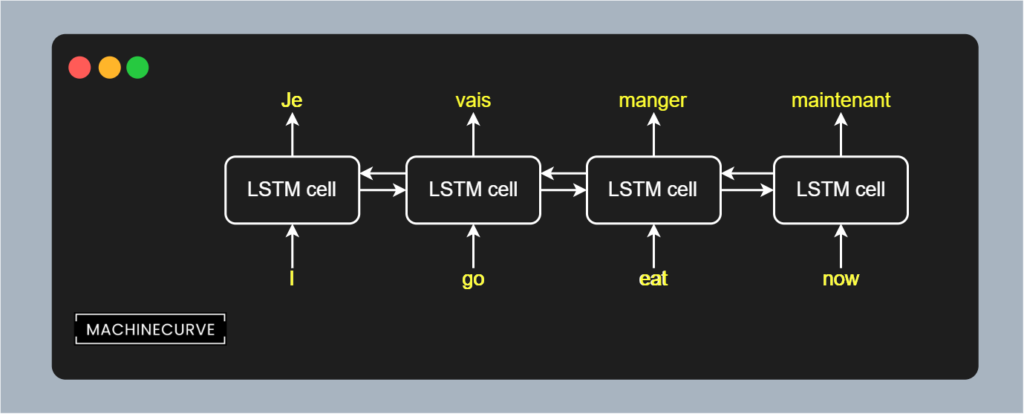 Je vais manger maintenant
LSTM cell LSTM cell LSTM cell LSTM cell
I go eat now
MACHINECURVE